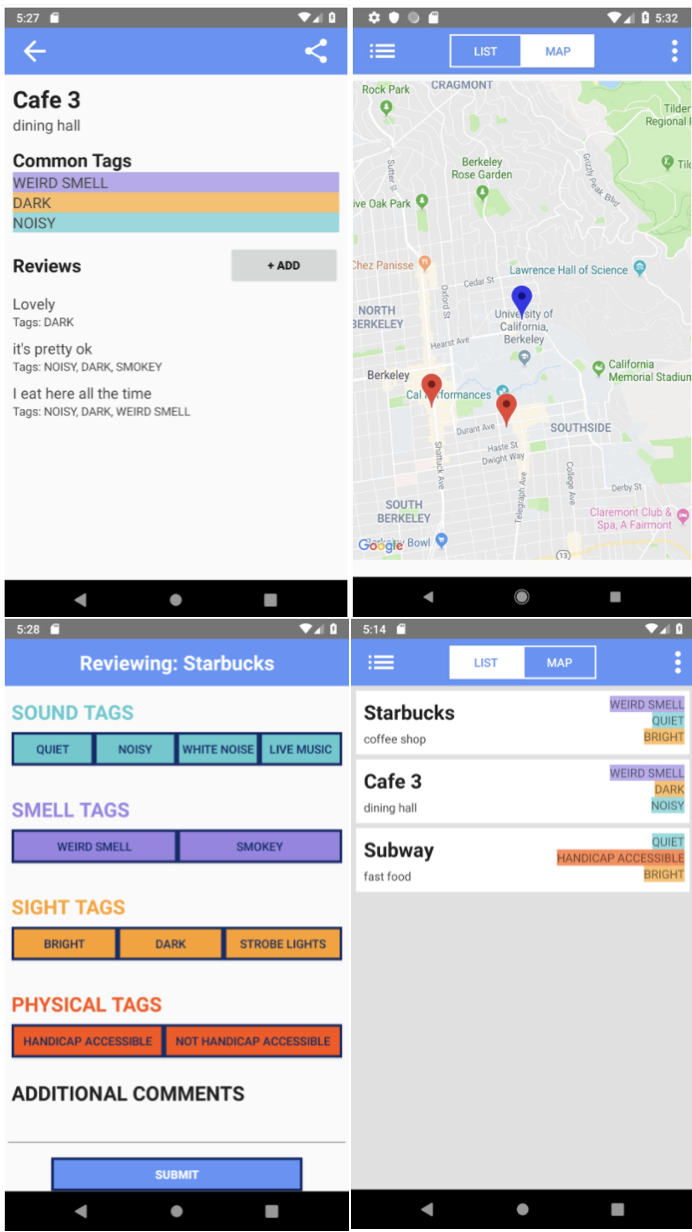 5:27
Cafe 3
dining hall
Common Tags
WEIRD SMELL
DARK
NOISY
Reviews
+ ADD
Lovely
Tags: DARK
it's pretty ok
Tags: NOISY, DARK, SMOKEY
I eat here all the time
Tags: NOISY, DARK, WEIRD SMELL
5:32
LIST MAP
CRAGMONT
Rock Park
Tilden
Regional
Sutter St
Grizzly Peak Blvd
Berkeley
Rose Garden
ive Oak Park
Chez Panisse
Lawrence Hall of Science
Cedar St
Oxford St
NORTH
BERKELEY
University of
California,
Berkeley
Hearst Ave
California
Memorial Stadium
Berkeley
Cal Performances
Durant Ave
SOUTHSIDE
Haste St
Dwight Way
Shattuck Ave
Telegraph Ave
College Ave
Derby St
SOUTH
BERKELEY
Claremont Club &
Spa, A Fairmont
Bowl
Google
13
5:28
Reviewing: Starbucks
SOUND TAGS
QUIET NOISY WHITE NOISE LIVE MUSIC
SMELL TAGS
WEIRD SMELL SMOKEY
SIGHT TAGS
BRIGHT DARK STROBE LIGHTS
PHYSICAL TAGS
HANDICAP ACCESSIBLE NOT HANDICAP ACCESSIBLE
ADDITIONAL COMMENTS
SUBMIT
5:14
LIST MAP
Starbucks
coffee shop
WEIRD SMELL
QUIET
BRIGHT
Cafe 3
dining hall
WEIRD SMELL
DARK
NOISY
Subway
fast food
QUIET
HANDICAP ACCESSIBLE
BRIGHT